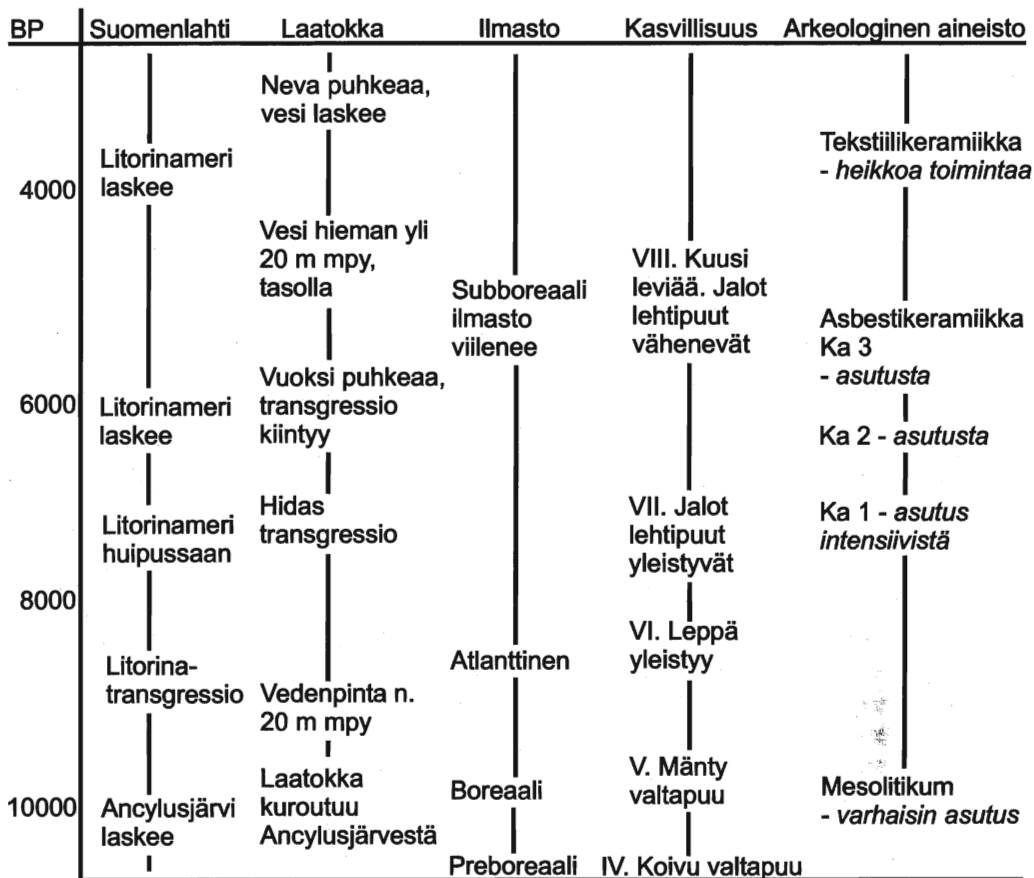 BP
Suomenlahti
Laatokka
Ilmasto
Kasvillisuus
Arkeologinen aineisto
4000
6000
8000
10000
Litorinameri
laskee
Litorinameri
laskee
Litorinameri
huipussaan
Litorina-
transgressio
Ancylusjärvi
laskee
Neva puhkeaa,
vesi laskee
Vesi hieman yli
20 m mpy,
tasolla
Vuoksi puhkeaa,
transgressio
kiintyy
Hidas
transgressio
Vedenpinta n.
20 m mpy
Laatokka
kuroutuu
Ancylusjärvestä
Subboreaali
ilmasto
viilenee
Atlanttinen
Boreaali
Preboreaali
VIII. Kuusi
leviää. Jalot
lehtipuut
vähenevät
VII. Jalot
lehtipuut
yleistyvät
VI. Leppä
yleistyy
V. Mänty
valtapuu
IV. Koivu valtapuu
Tekstiilikeramiikka
- heikkoa toimintaa
Asbestikeramiikka
Ka 3
- asutusta
Ka 2 - asutusta
Ka 1 - asutus
intensiivistä
Mesolitikum
- varhaisin asutus